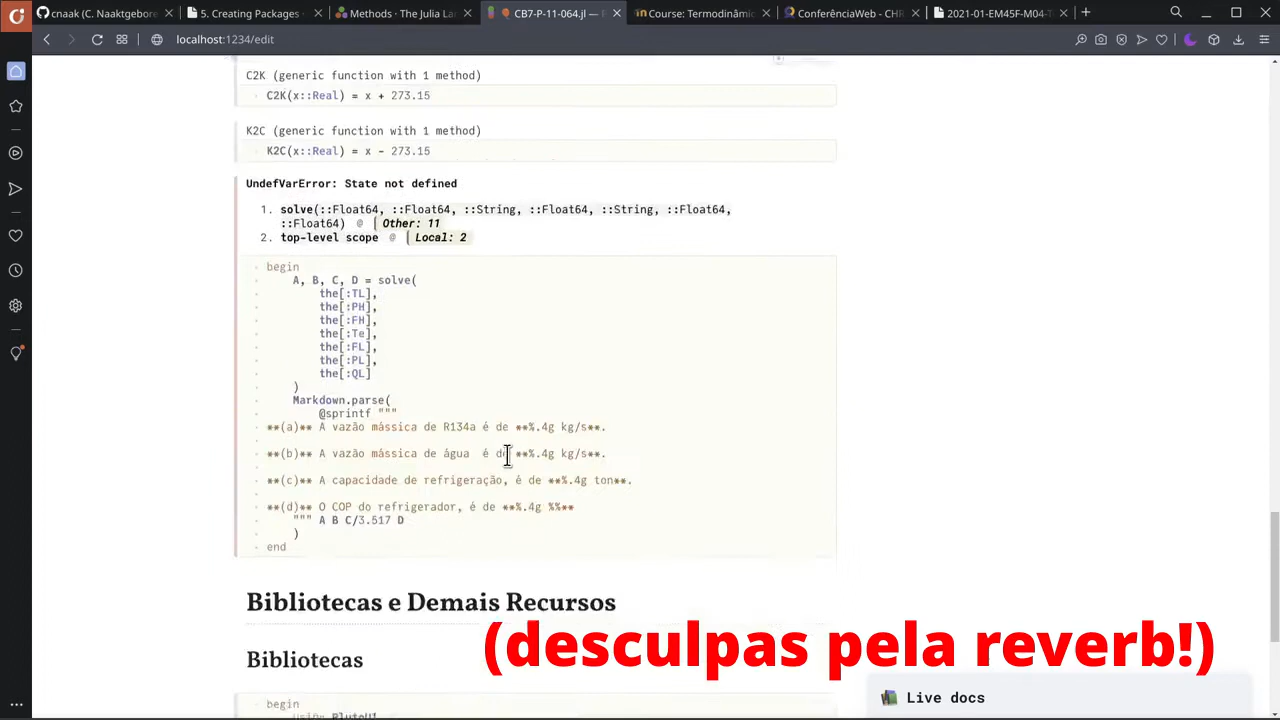 cnaak (C. Naaktgebore
5. Creating Packages ·
Methods · The Julia La
CB7-P-11-064.jl —
Course: Termodinâmic
ConferênciaWeb - CHR
2021-01-EM45F-M04-T
localhost:1234/edit
C2K (generic function with 1 method)
C2K(x::Real) = x + 273.15
K2C (generic function with 1 method)
K2C(x::Real) = x - 273.15
UndefVarError: State not defined
1. solve(::Float64, ::Float64, ::String, ::Float64, ::String, ::Float64,
::Float64) @ Other: 11
2. top-level scope @ Local: 2
begin
A, B, C, D = solve(
the[:TL],
the[:PH],
the[:FH],
the[:Te],
the[:FL],
the[:PL],
the[:QL]
)
Markdown.parse(
@sprintf """
**(a)** A vazão mássica de R134a é de **%.4g kg/s**.
**(b)** A vazão mássica de água  é de **%.4g kg/s**.
**(c)** A capacidade de refrigeração, é de **%.4g ton**.
**(d)** O COP do refrigerador, é de **%.4g %%**
""" A B C/3.517 D
)
end
Bibliotecas e Demais Recursos
(desculpas pela reverb!)
Bibliotecas
Live docs
begin
using PlutoUI